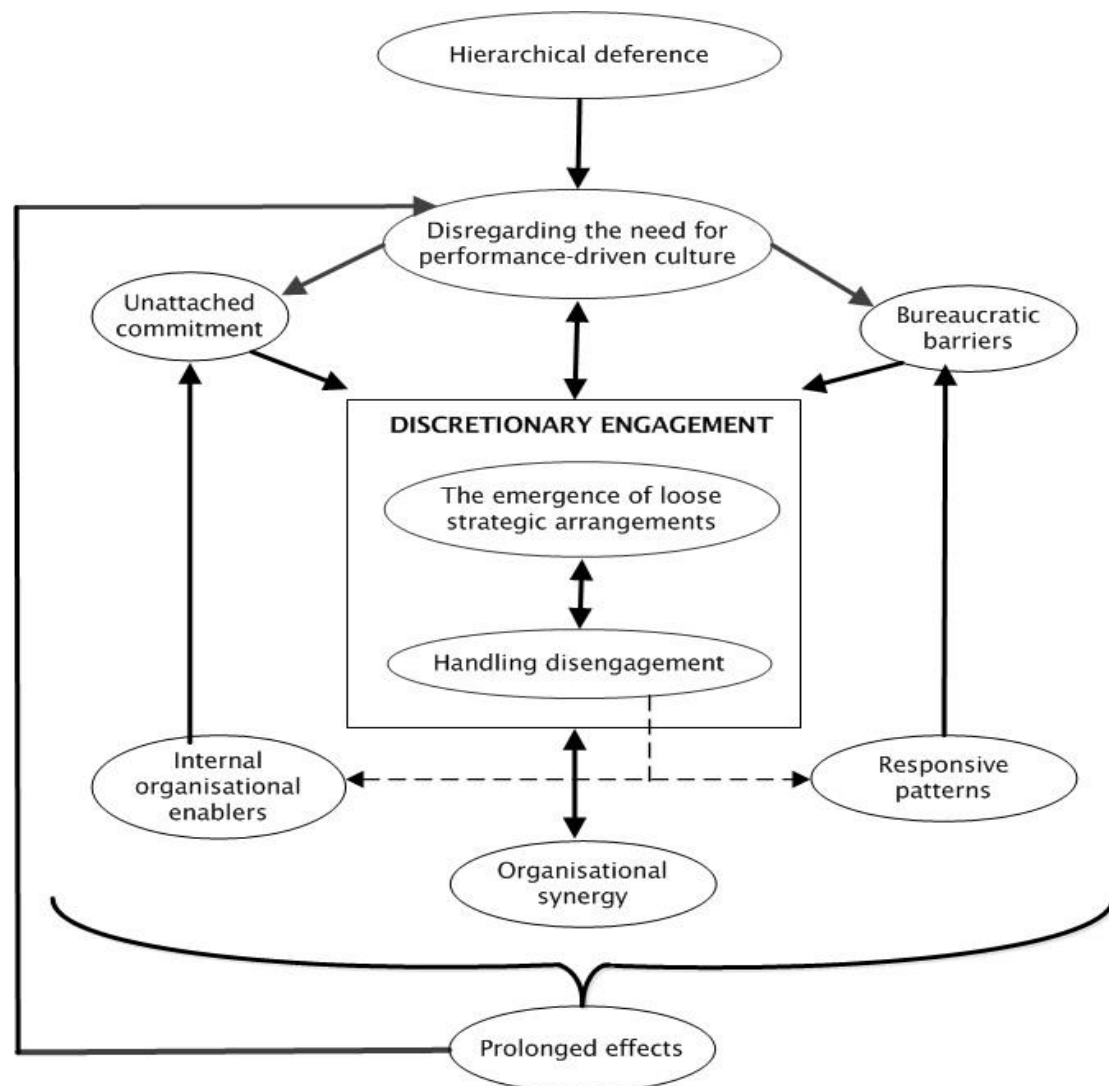 Hierarchical deference
Disregarding the need for
performance-driven culture
Unattached
commitment
Bureaucratic
barriers
DISCRETIONARY ENGAGEMENT
The emergence of loose
strategic arrangements
Handling disengagement
Internal
organisational
enablers
Responsive
patterns
Organisational
synergy
Prolonged effects